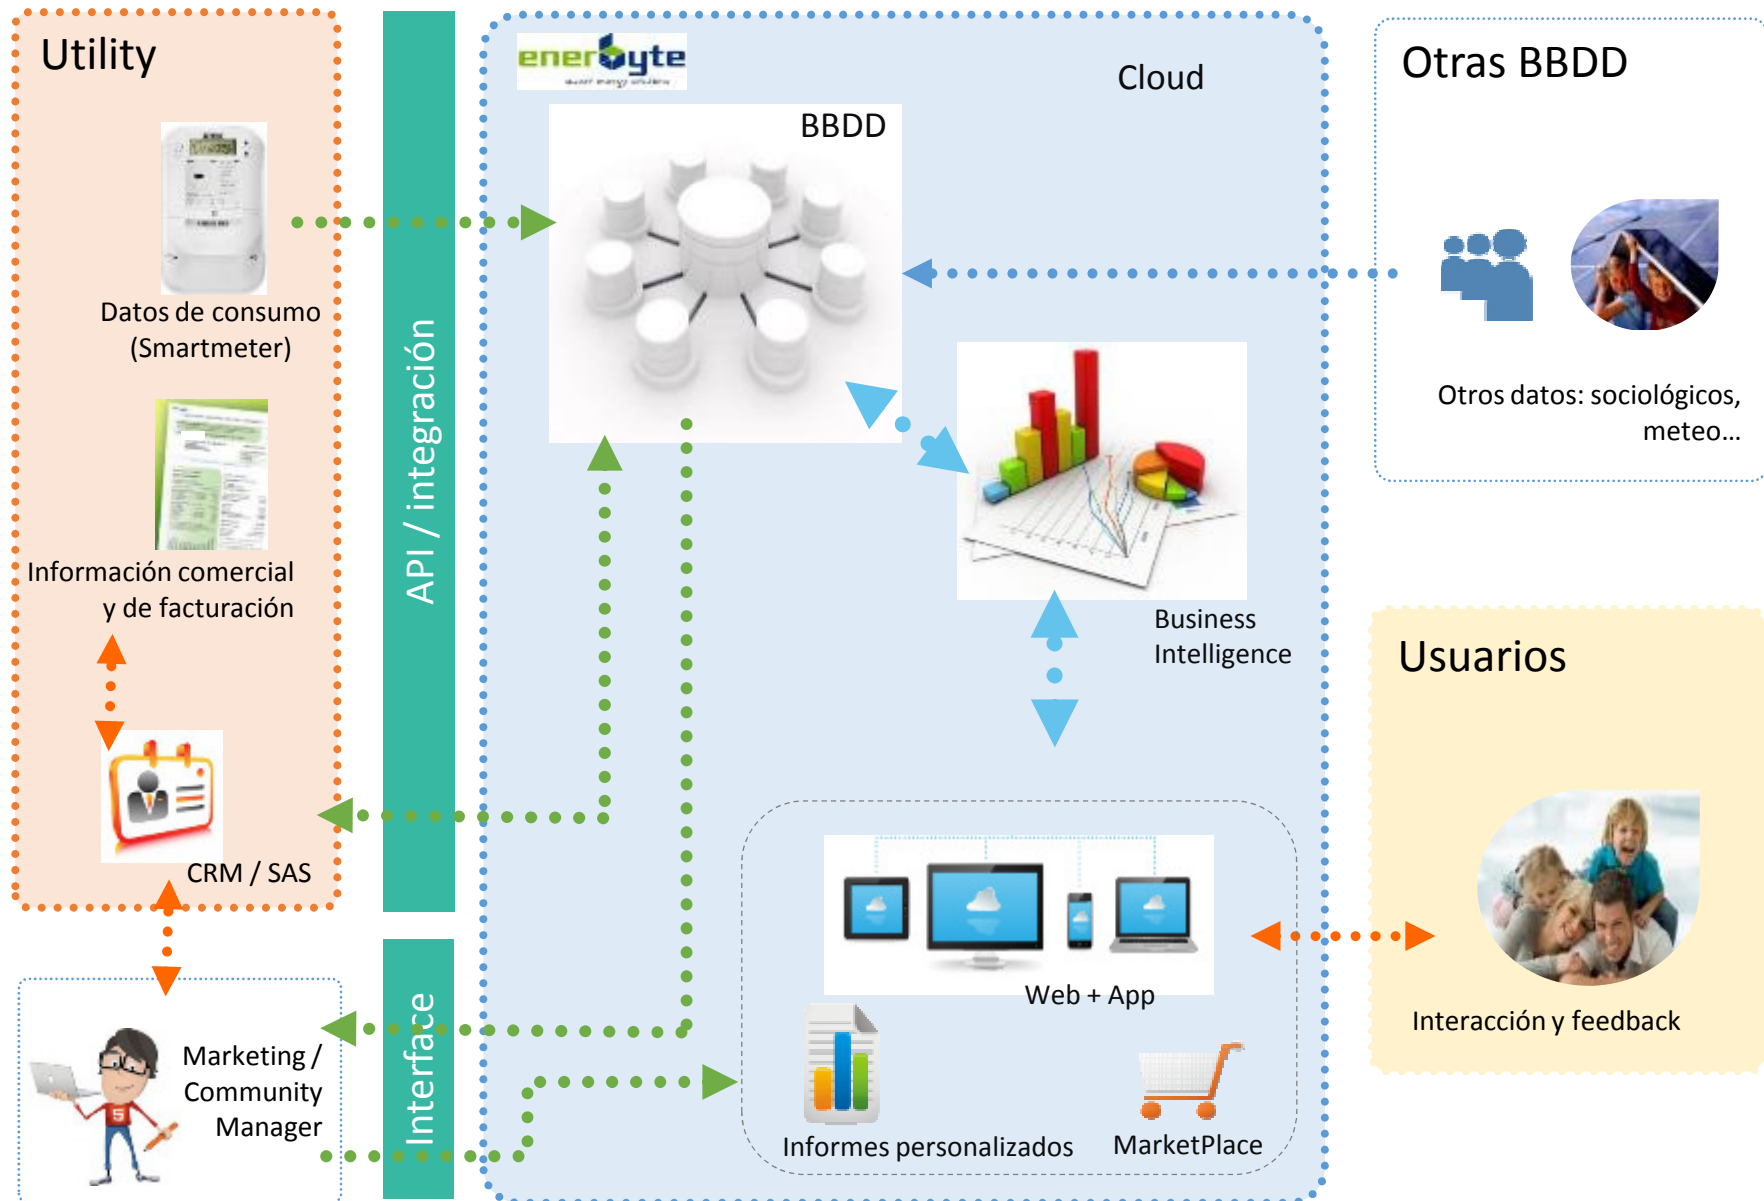 Utility
Datos de consumo
(Smartmeter)
Información comercial
y de facturación
CRM / SAS
Marketing /
Community
Manager
API / integración
Interface
enerbyte
Cloud
BBDD
Business
Intelligence
Web + App
Informes personalizados
MarketPlace
Otras BBDD
Otros datos: sociológicos,
meteo...
Usuarios
Interacción y feedback